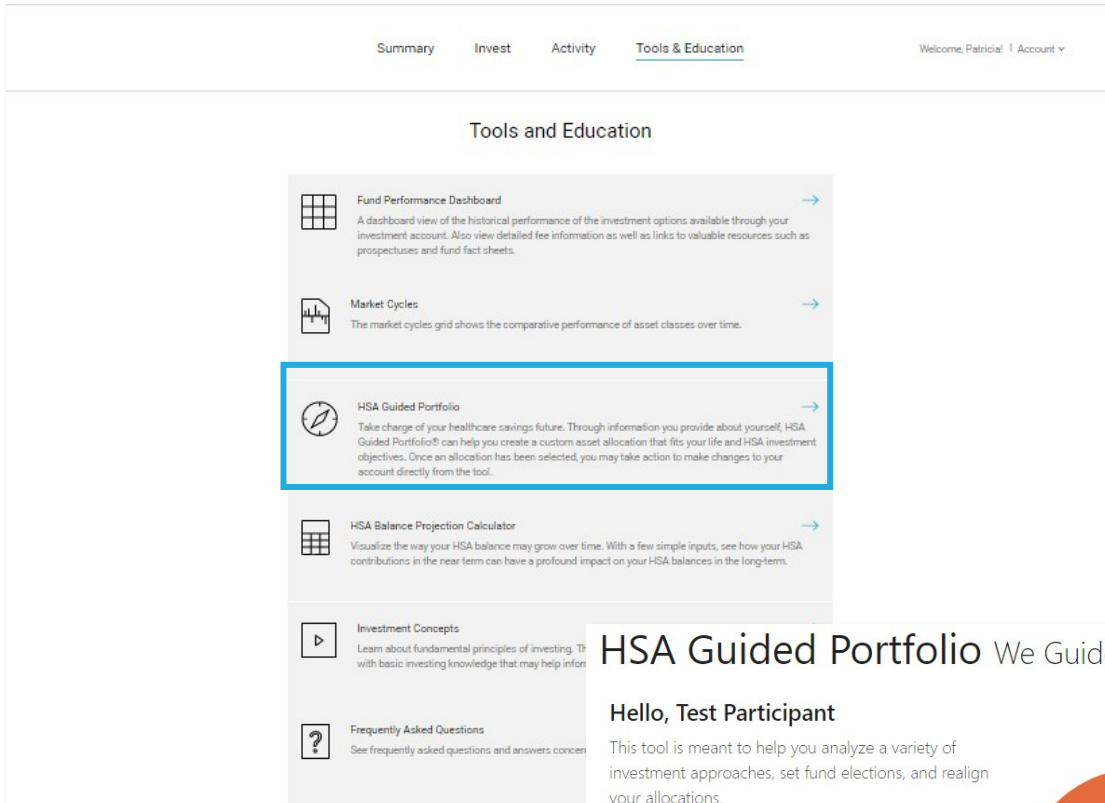 Summary Invest Activity Tools & Education Welcome, Patricia! | Account
Tools and Education
Fund Performance Dashboard
A dashboard view of the historical performance of the investment options available through your
investment account. Also view detailed fee information as well as links to valuable resources such as
prospectuses and fund fact sheets.
Market Cycles
The market cycles grid shows the comparative performance of asset classes over time.
HSA Guided Portfolio
Take charge of your healthcare savings future. Through information you provide about yourself, HSA
Guided Portfolio® can help you create a custom asset allocation that fits your life and HSA investment
objectives. Once an allocation has been selected, you may take action to make changes to your
account directly from the tool.
HSA Balance Projection Calculator
Visualize the way your HSA balance may grow over time. With a few simple inputs, see how your HSA
contributions in the near term can have a profound impact on your HSA balances in the long-term.
Investment Concepts
Learn about fundamental principles of investing. Th
with basic investing knowledge that may help inform
Frequently Asked Questions
See frequently asked questions and answers concern
HSA Guided Portfolio We Guid
Hello, Test Participant
This tool is meant to help you analyze a variety of
investment approaches, set fund elections, and realign
your allocations.